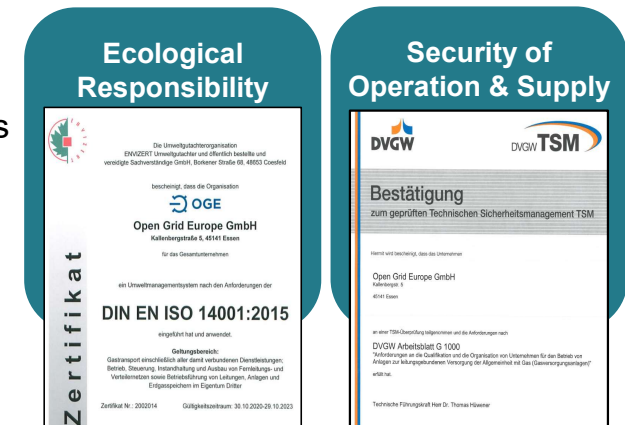 Ecological
Responsibility
s
Die Umweltgutachterorganisation
ENVIZERT Umweltgutachter und öffentlich bestellte und
vereidigte Sachverständige GmbH, Borkener Straße 68, 48653 Coesfeld
bescheinigt, dass die Organisation
OGE
Open Grid Europe GmbH
Kallenbergstraße 5, 45141 Essen
für das Gesamtunternehmen
ein Umweltmanagementsystem nach den Anforderungen der
DIN EN ISO 14001:2015
eingeführt hat und anwendet.
Geltungsbereich:
Gastransport einschließlich aller damit verbundenen Dienstleistungen;
Betrieb, Steuerung, Instandhaltung und Ausbau von Fernleitungs- und
Verteilernetzen sowie Betriebsführung von Leitungen, Anlagen und
Erdgasspeichern im Eigentum Dritter
Zertifikat Nr.: 2002014 Gültigkeitszeitraum: 30.10.2020-29.10.2023
Zertifikat
Security of
Operation & Supply
DVGW
DVGW TSM
Bestätigung
zum geprüften Technischen Sicherheitsmanagement TSM
Hiermit wird bescheinigt, dass das Unternehmen
Open Grid Europe GmbH
Kallenbergstr. 5
45141 Essen
an einer TSM-Überprüfung teilgenommen und die Anforderungen nach
DVGW Arbeitsblatt G 1000
"Anforderungen an die Qualifikation und die Organisation von Unternehmen für den Betrieb von
Anlagen zur leitungsgebundenen Versorgung der Allgemeinheit mit Gas (Gasversorgungsanlagen)"
erfüllt hat.
Technische Führungskraft Herr Dr. Thomas Hüwener